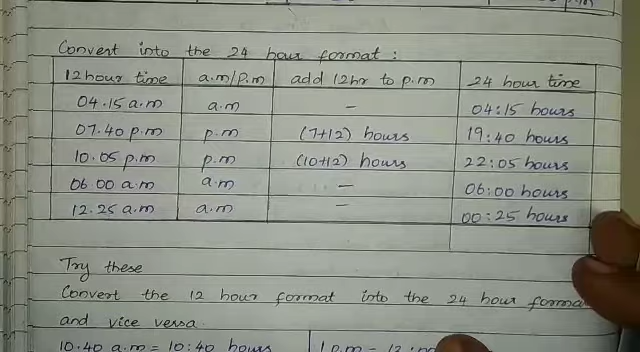 Convert into the 24 hour format :
12 hour time a.m/p.m add 12hr to p.m 24 hour time
04.15 a.m a.m – 04:15 hours
07.40 p.m p.m (7+12) hours 19:40 hours
10.05 p.m p.m (10+12) hours 22:05 hours
06.00 a.m a.m – 06:00 hours
12.25 a.m a.m – 00:25 hours
Try these
Convert the 12 hour format into the 24 hour
and vice versa.
10.40 a.m = 10:40 hours 1 p.m =